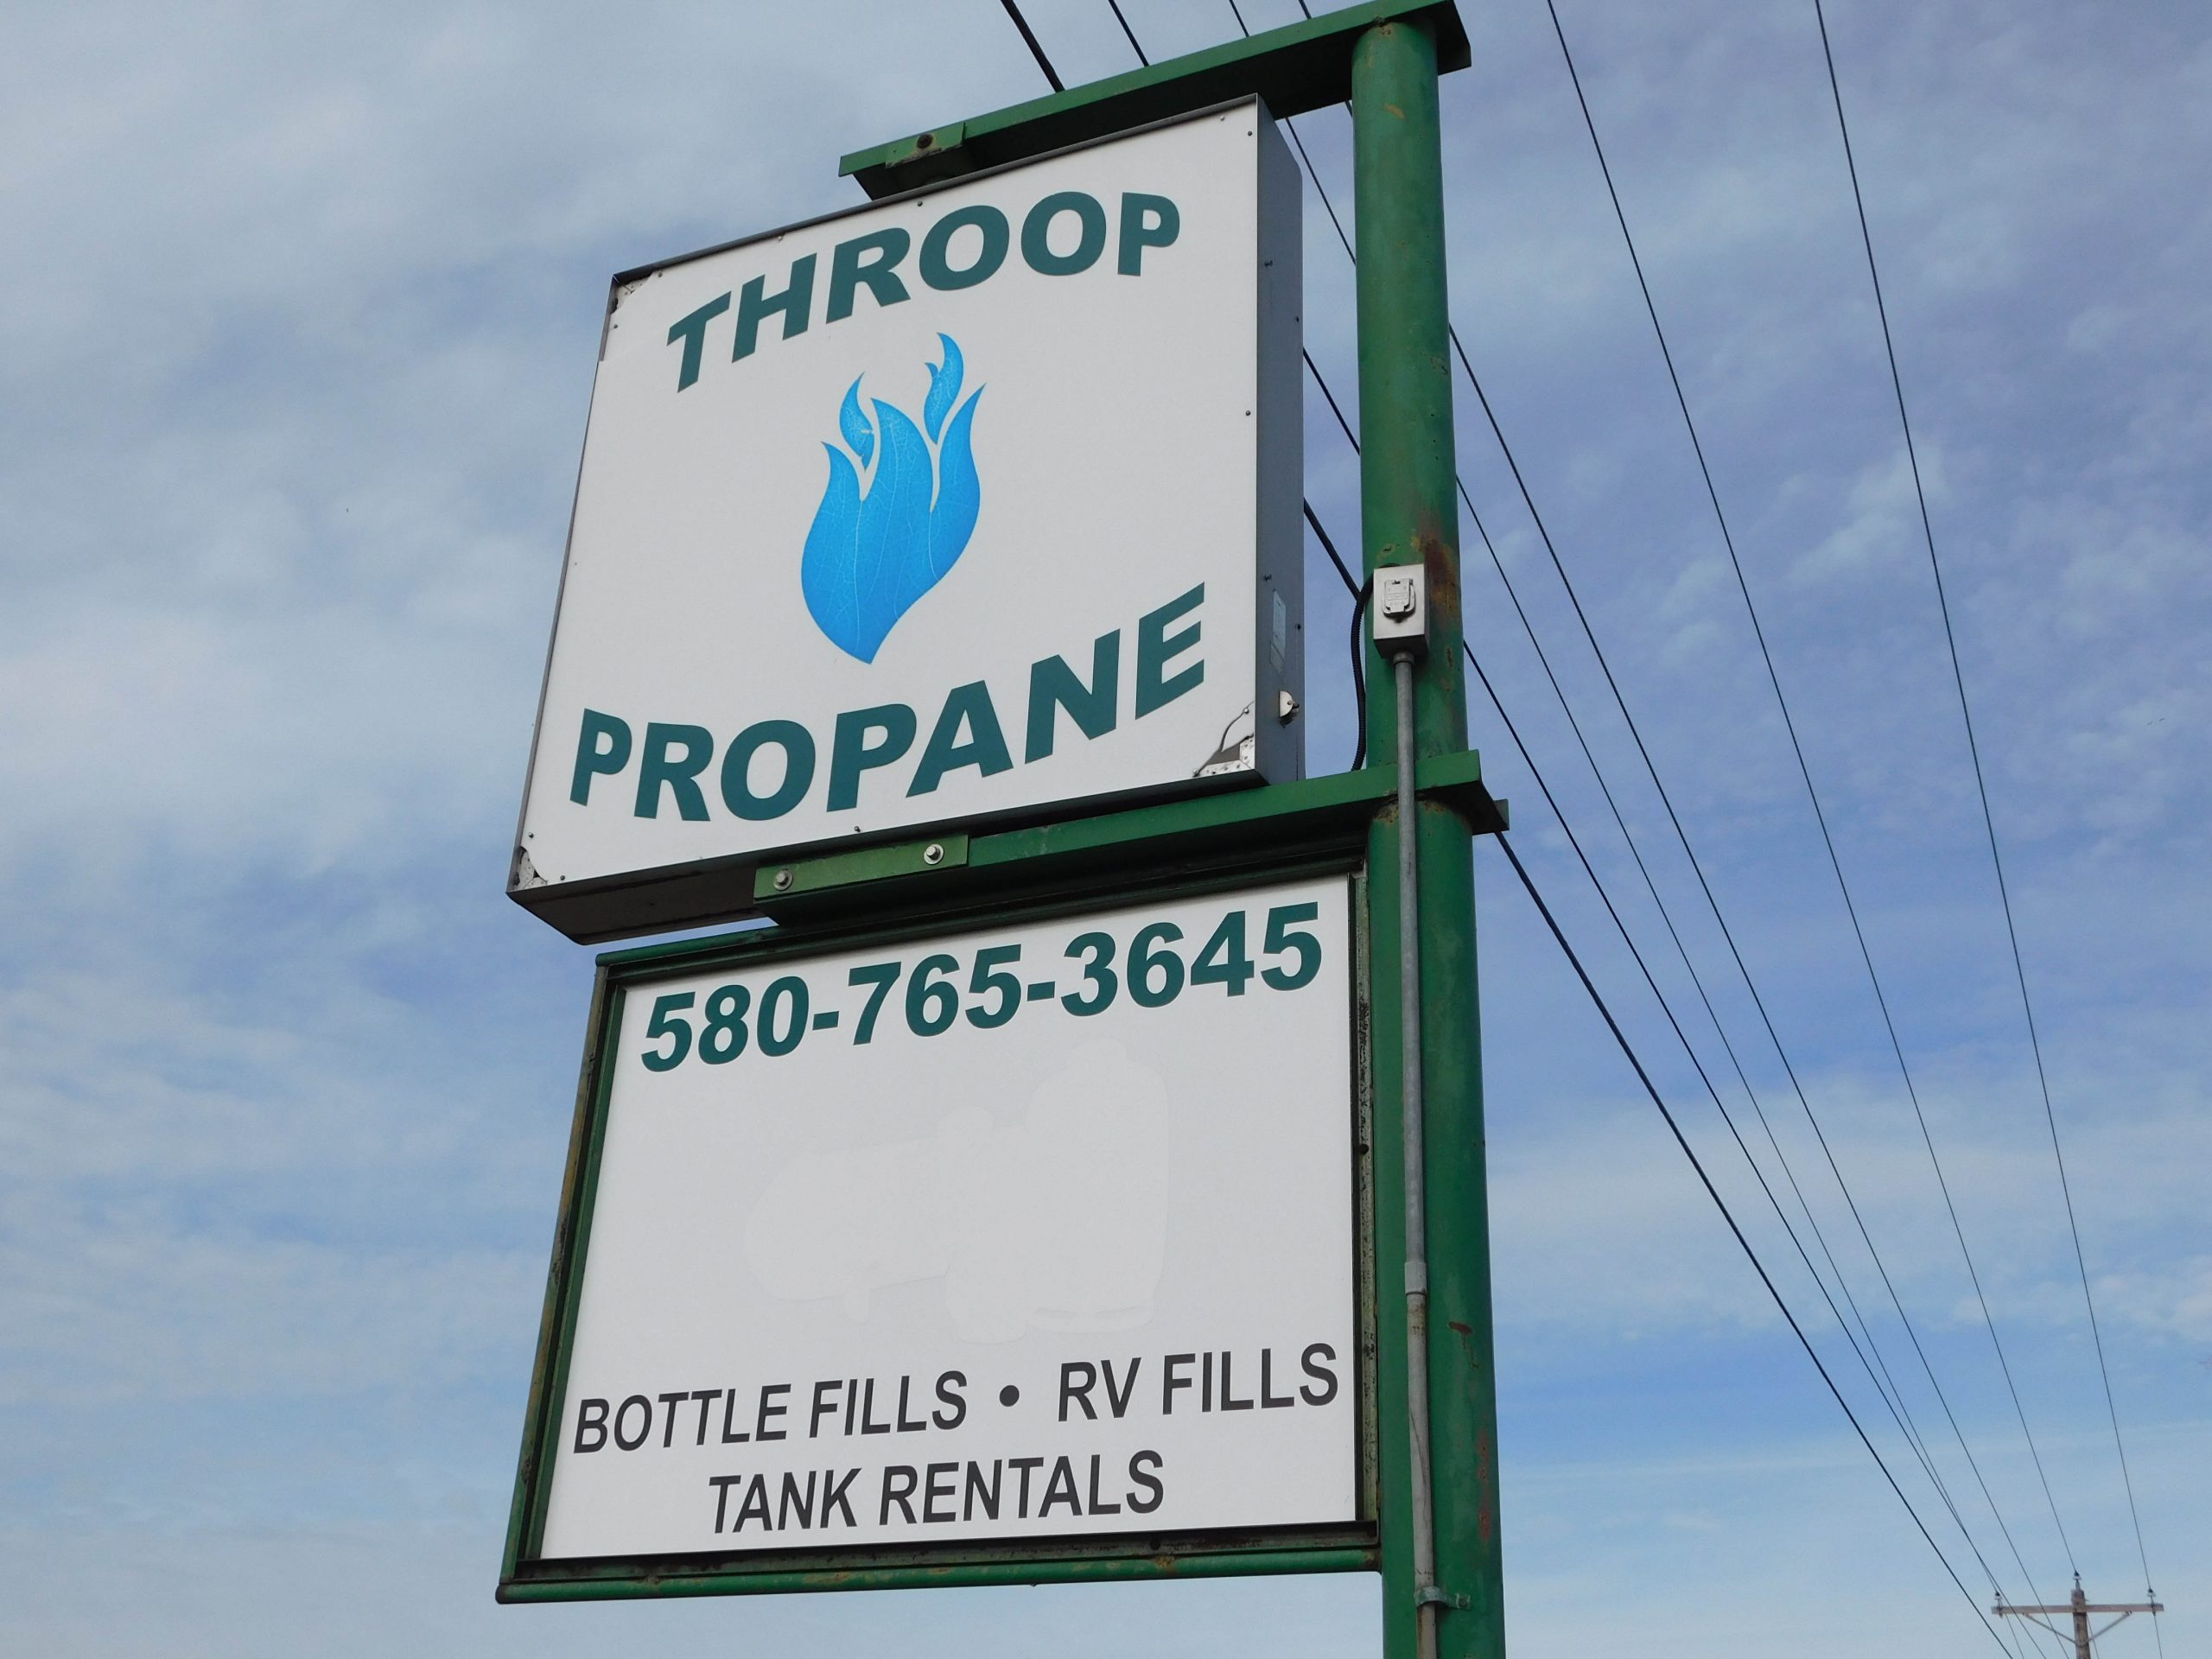 THROOP
PROPANE
580-765-3645
BOTTLE FILLS • RV FILLS
TANK RENTALS